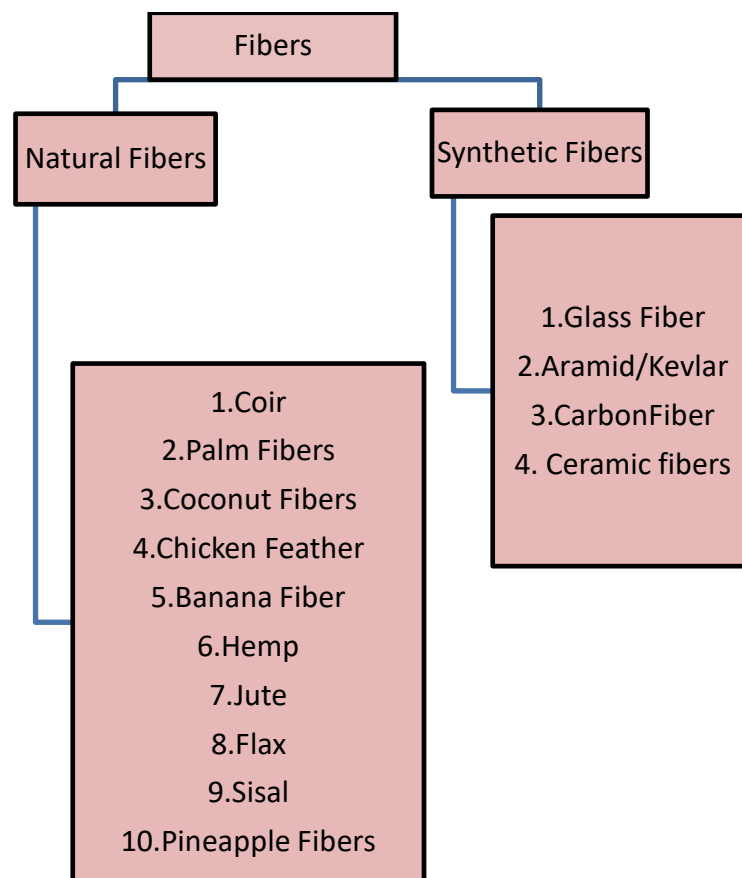 Fibers
Natural Fibers
Synthetic Fibers
1.Glass Fiber
2.Aramid/Kevlar
3.CarbonFiber
4. Ceramic fibers
1.Coir
2.Palm Fibers
3.Coconut Fibers
4.Chicken Feather
5.Banana Fiber
6.Hemp
7.Jute
8.Flax
9.Sisal
10.Pineapple Fibers